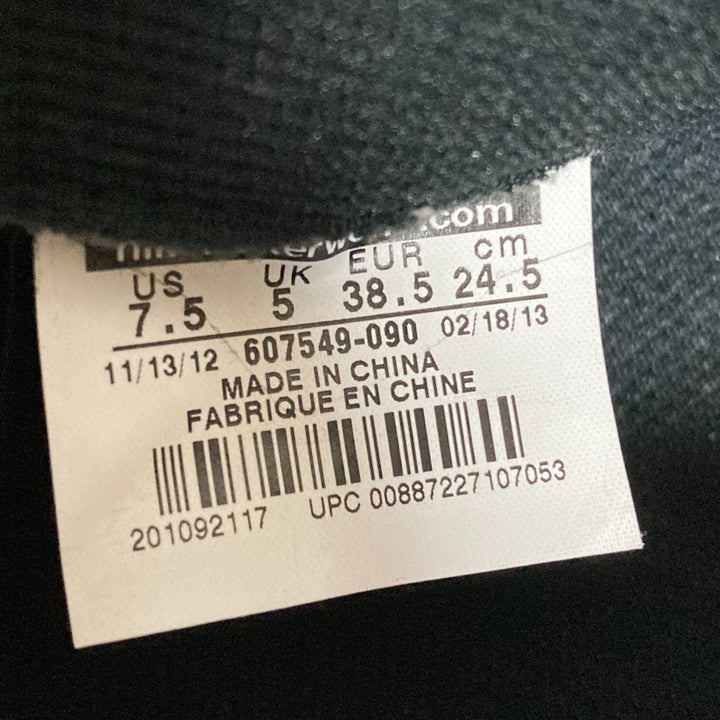 .com
US UK EUR cm
7.5 5 38.5 24.5
11/13/12 607549-090 02/18/13
MADE IN CHINA
FABRIQUE EN CHINE
201092117 UPC 00887227107053